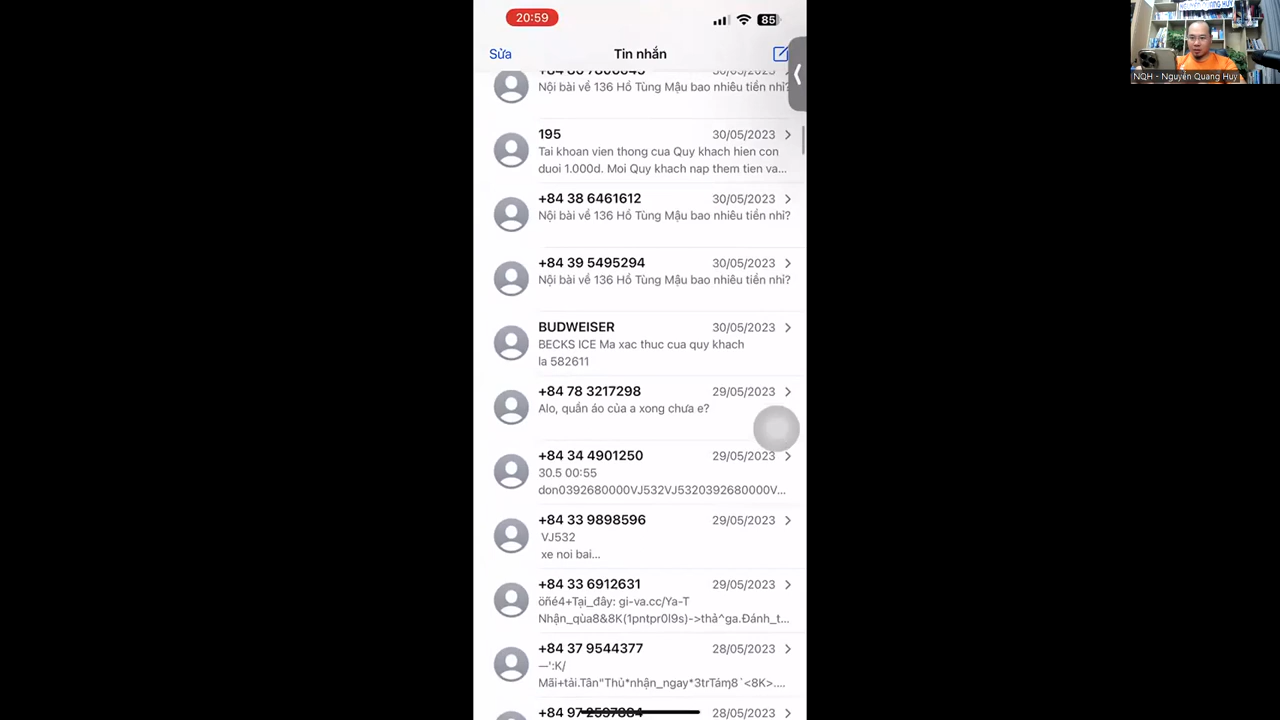 20:59
85
Sửa
Tin nhắn
Nội bài về 136 Hồ Tùng Mậu bao nhiêu tiền nhỉ?
195
30/05/2023
Tai khoan vien thong cua Quy khach hien con
duoi 1.000d. Moi Quy khach nap them tien va...
+84 38 6461612
30/05/2023
Nội bài về 136 Hồ Tùng Mậu bao nhiêu tiền nhỉ?
+84 39 5495294
30/05/2023
Nội bài về 136 Hồ Tùng Mậu bao nhiêu tiền nhỉ?
BUDWEISER
30/05/2023
BECKS ICE Ma xac thuc cua quy khach
la 582611
+84 78 3217298
29/05/2023
Alo, quần áo của a xong chưa e?
+84 34 4901250
29/05/2023
30.5 00:55
don0392680000VJ532VJ5320392680000V...
+84 33 9898596
29/05/2023
VJ532
xe noi bai...
+84 33 6912631
29/05/2023
öñé4+Tại_đây: gi-va.cc/Ya-T
Nhận_qùa8&8K(1pntpr0l9s)->thả^ga.Đánh_t...
+84 37 9544377
28/05/2023
—':K/
Mãi+tải.Tân"Thủ*nhận_ngay*3trTáɱ8`<8K>....
+84 97 2597884
28/05/2023
NGUYỄN QUANG HUY
NQH - Nguyễn Quang Huy